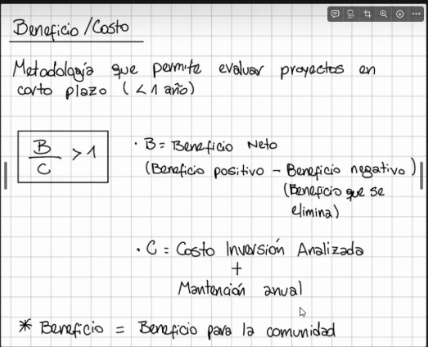 Beneficio/Costo
Metodología que permite evaluar proyectos en
corto plazo (<1 año)
B/C > 1
· B = Beneficio Neto
(Beneficio positivo - Beneficio negativo)
(Beneficio que se
elimina)
· C = Costo Inversión Analizada
+
Mantención anual
* Beneficio = Beneficio para la comunidad